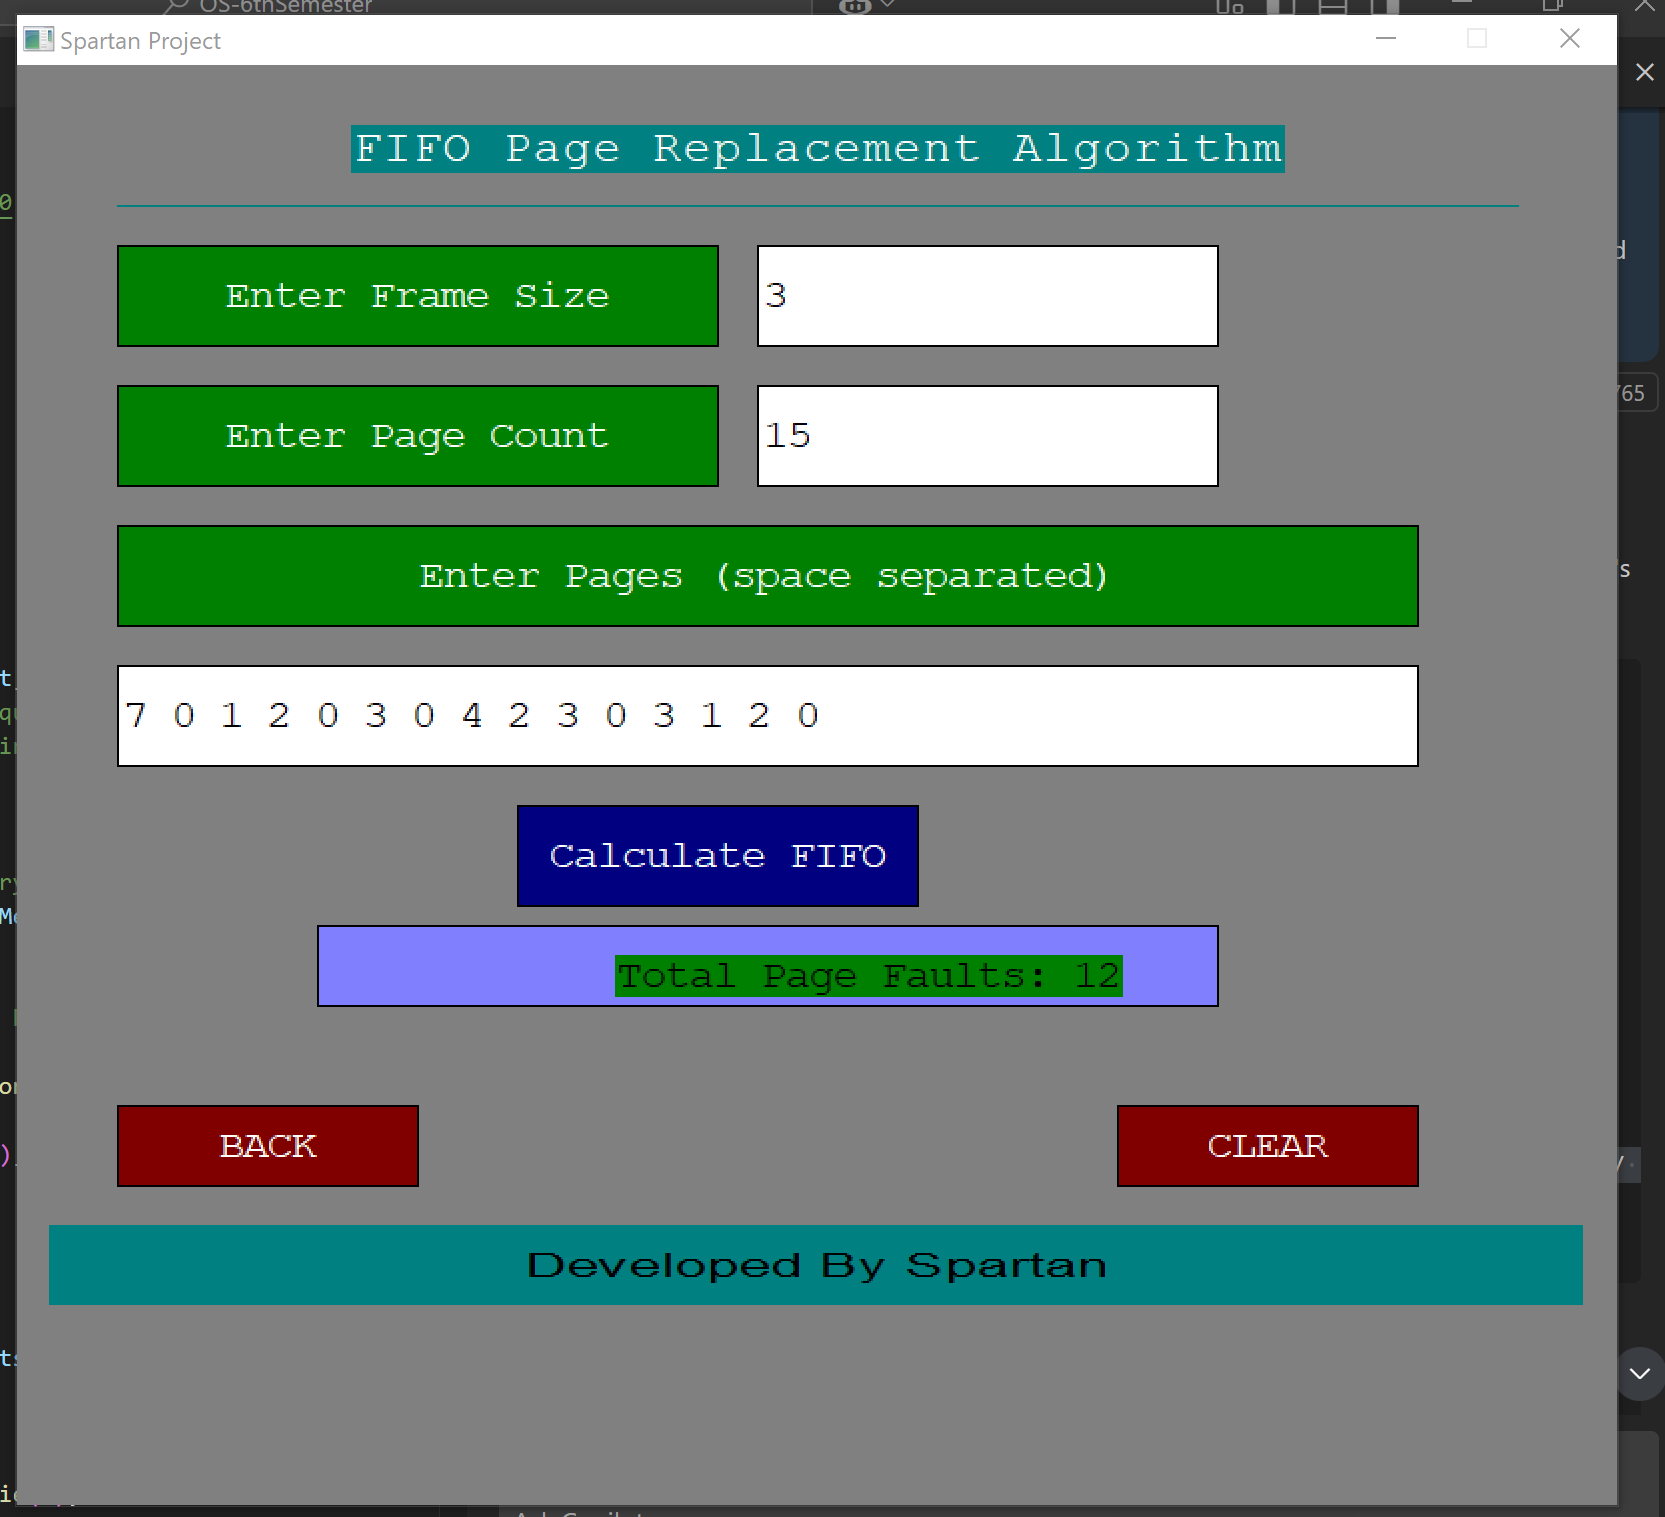 OS-6thSemester
Spartan Project
FIFO Page Replacement Algorithm
Enter Frame Size
3
Enter Page Count
15
Enter Pages (space separated)
7 0 1 2 0 3 0 4 2 3 0 3 1 2 0
Calculate FIFO
Total Page Faults: 12
BACK
CLEAR
Developed By Spartan